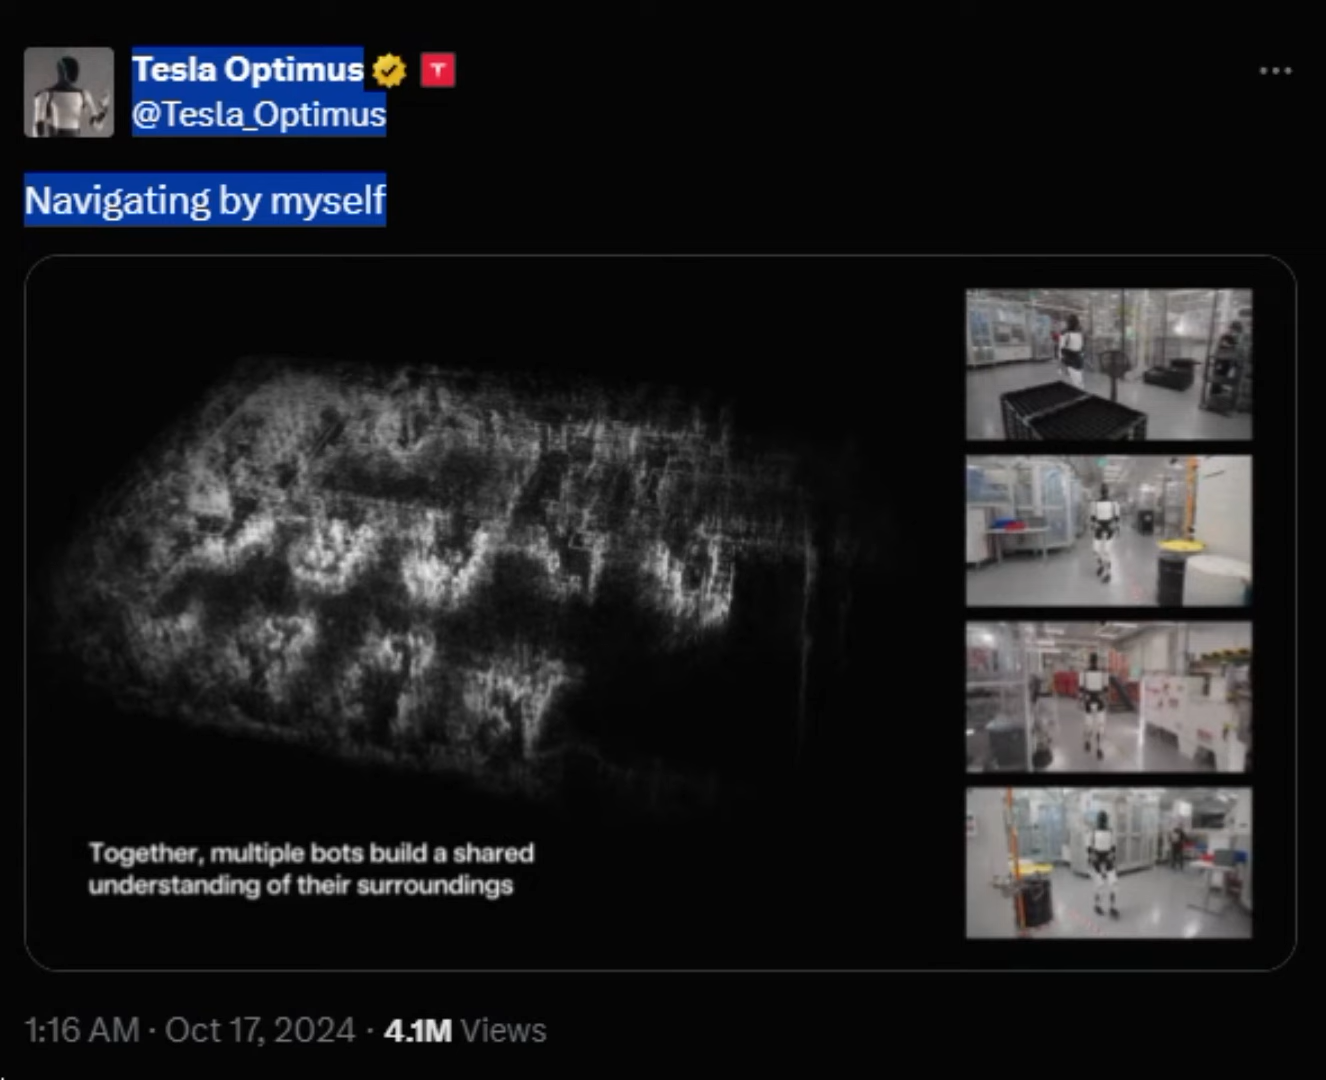 Tesla Optimus
@Tesla_Optimus
Navigating by myself
Together, multiple bots build a shared
understanding of their surroundings
1:16 AM · Oct 17, 2024 · 4.1M Views